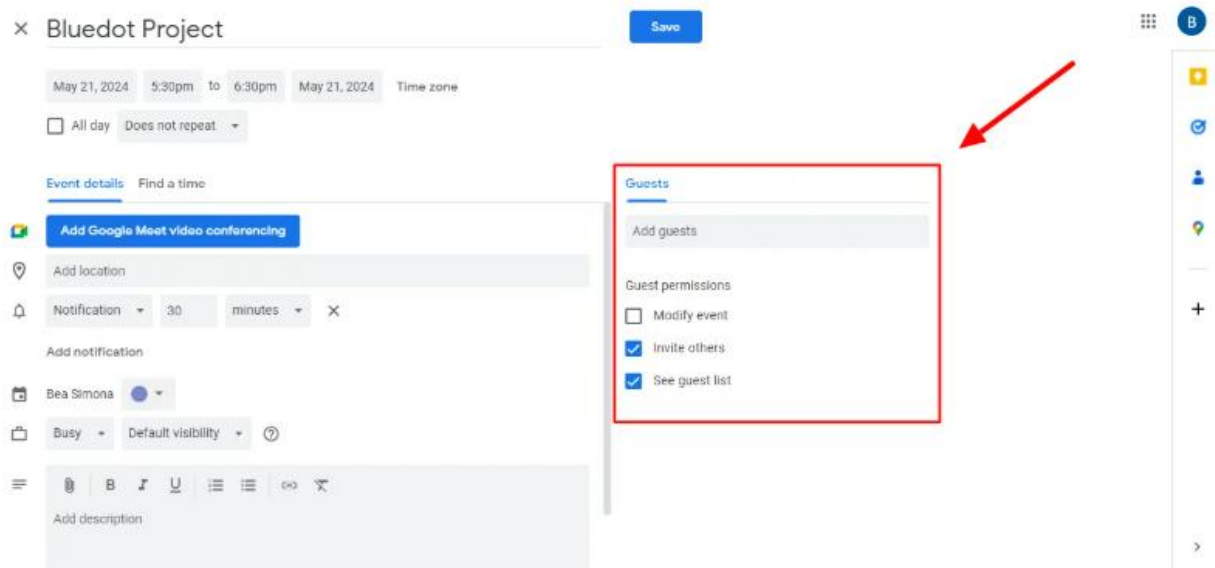 Bluedot Project
Save
B
May 21, 2024 5:30pm to 6:30pm May 21, 2024 Time zone
All day Does not repeat
Event details Find a time
Add Google Meet video conferencing
Add location
Notification 30 minutes
Add notification
Bea Simona
Busy Default visibility
B I U
Add description
Guests
Add guests
Guest permissions
Modify event
Invite others
See guest list